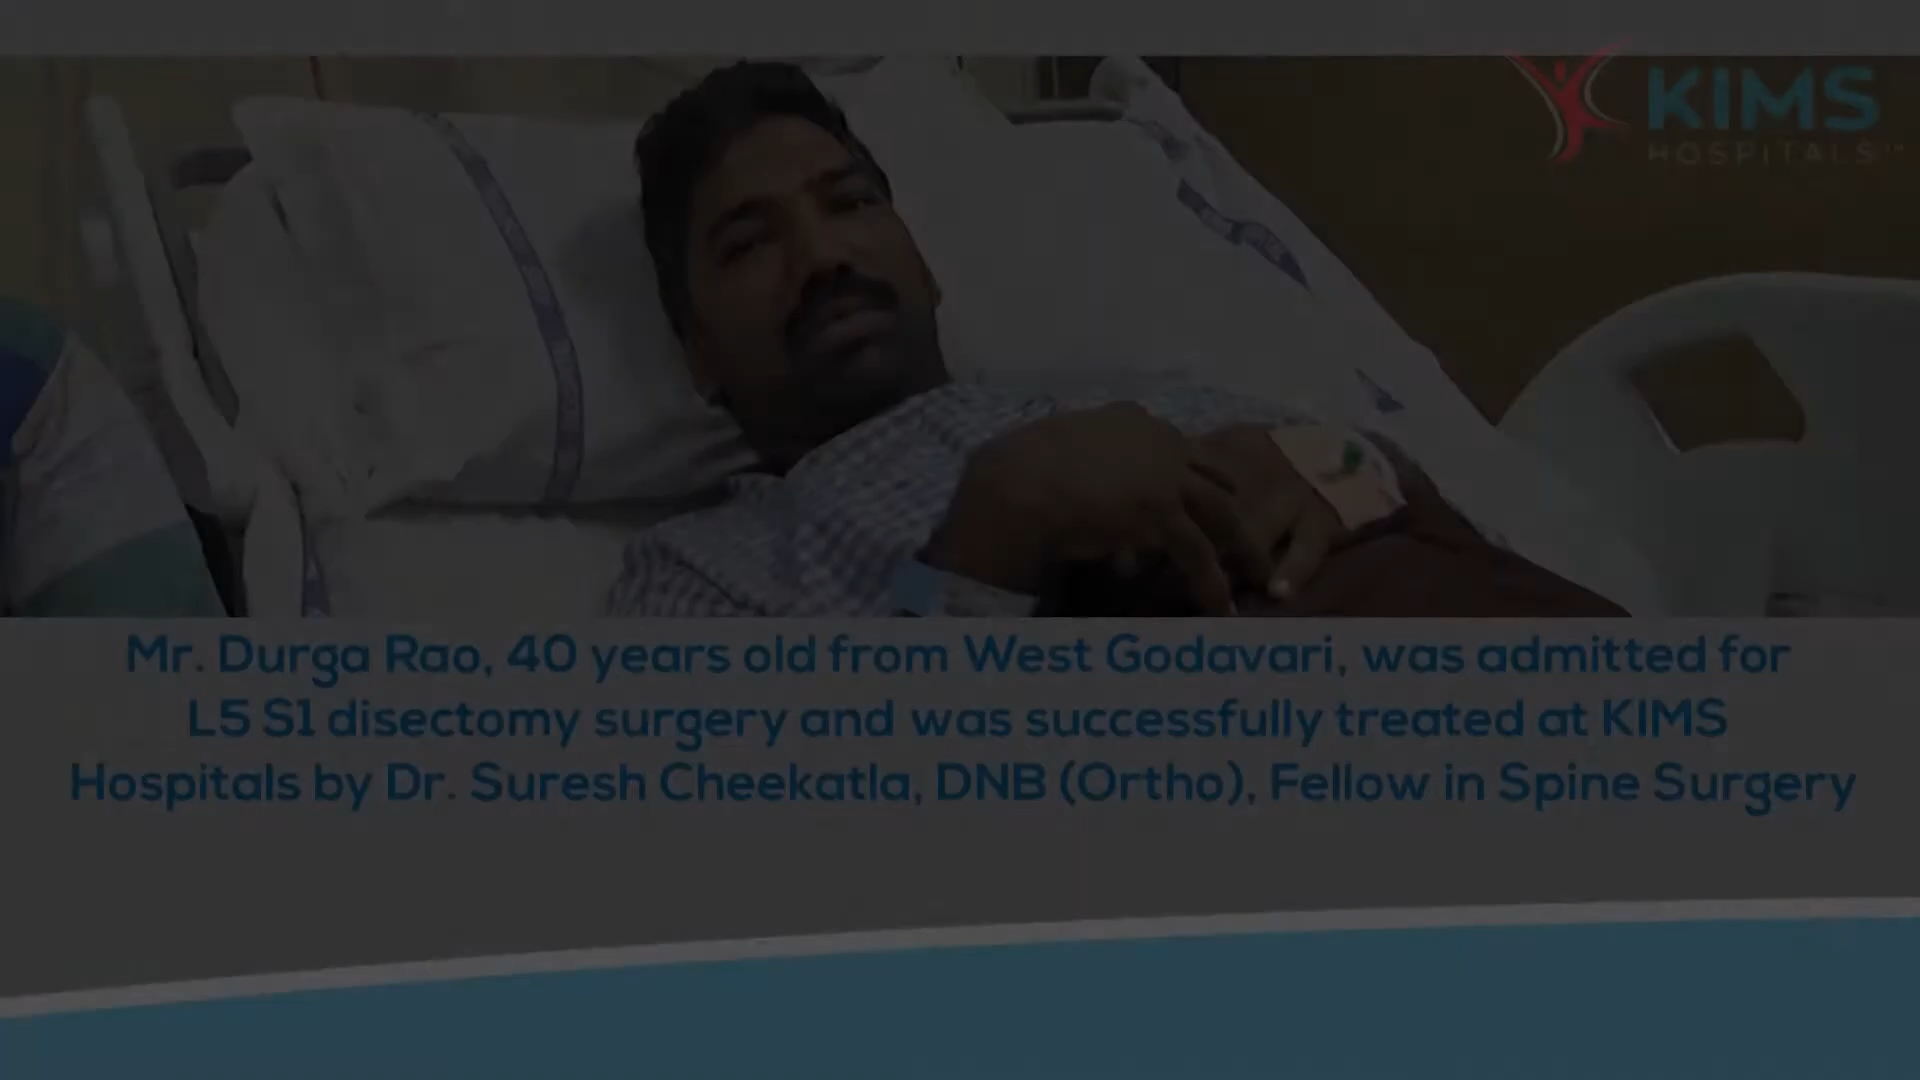 KIMS
HOSPITALS™
Mr. Durga Rao, 40 years old from West Godavari, was admitted for
L5 S1 disectomy surgery and was successfully treated at KIMS
Hospitals by Dr. Suresh Cheekatla, DNB (Ortho), Fellow in Spine Surgery